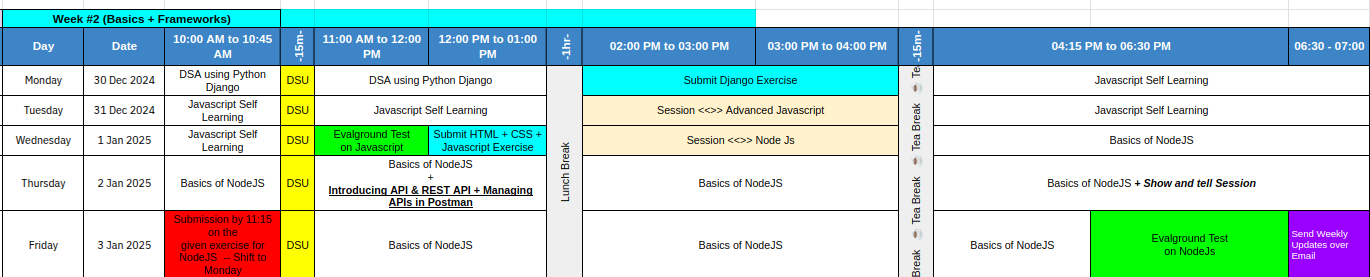 Week #2 (Basics + Frameworks)
Day
Date
10:00 AM to 10:45
AM
-15m-
11:00 AM to 12:00
PM
12:00 PM to 01:00
PM
-1hr-
02:00 PM to 03:00 PM
03:00 PM to 04:00 PM
-15m-
04:15 PM to 06:30 PM
06:30 - 07:00
Monday
30 Dec 2024
DSA using Python
Django
DSU
DSA using Python Django
Submit Django Exercise
Javascript Self Learning
Tuesday
31 Dec 2024
Javascript Self
Learning
DSU
Javascript Self Learning
Session <<>> Advanced Javascript
Javascript Self Learning
Wednesday
1 Jan 2025
Javascript Self
Learning
DSU
Evalground Test
on Javascript
Submit HTML + CSS +
Javascript Exercise
Session <<>> Node Js
Basics of NodeJS
Thursday
2 Jan 2025
Basics of NodeJS
DSU
Basics of NodeJS
+
Introducing API & REST API + Managing
APIs in Postman
Lunch Break
Basics of NodeJS
Break ☕ Tea Break ☕ Tea Break ☕ Te
Basics of NodeJS + Show and tell Session
Friday
3 Jan 2025
Submission by 11:15
on the
given exercise for
NodeJS -- Shift to
Monday
DSU
Basics of NodeJS
Basics of NodeJS
Basics of NodeJS
Evalground Test
on NodeJs
Send Weekly
Updates over
Email